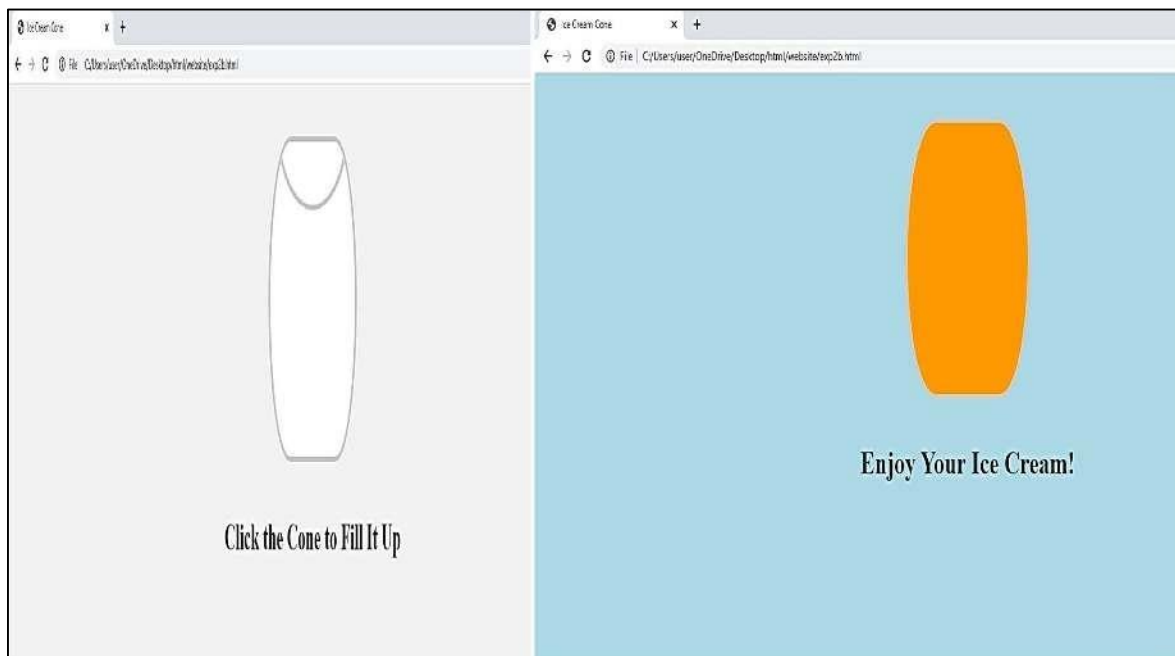 Ice Cream Cone x +
File C:/Users/user/OneDrive/Desktop/html/website/exp2b.html
Click the Cone to Fill It Up
Ice Cream Cone x +
File C:/Users/user/OneDrive/Desktop/html/website/exp2b.html
Enjoy Your Ice Cream!